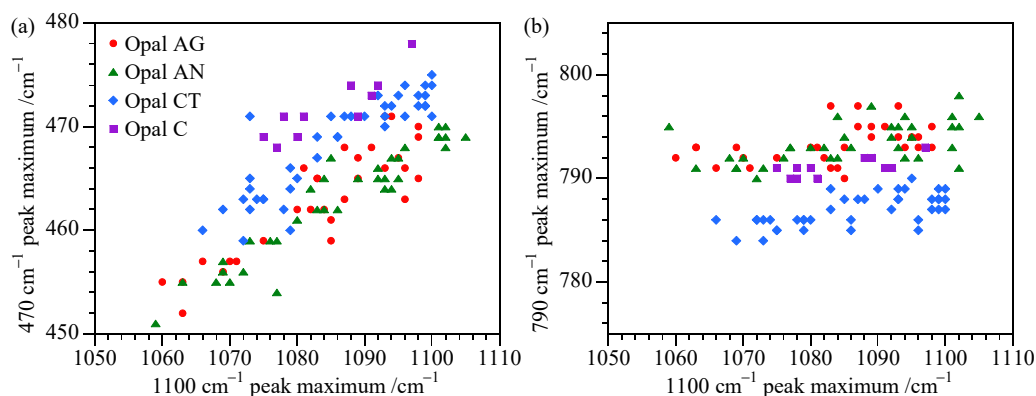 (a)
480
470
460
450
470 cm⁻¹ peak maximum /cm⁻¹
Opal AG
Opal AN
Opal CT
Opal C
1050 1060 1070 1080 1090 1100 1110
1100 cm⁻¹ peak maximum /cm⁻¹
(b)
800
790
780
790 cm⁻¹ peak maximum /cm⁻¹
1050 1060 1070 1080 1090 1100 1110
1100 cm⁻¹ peak maximum /cm⁻¹